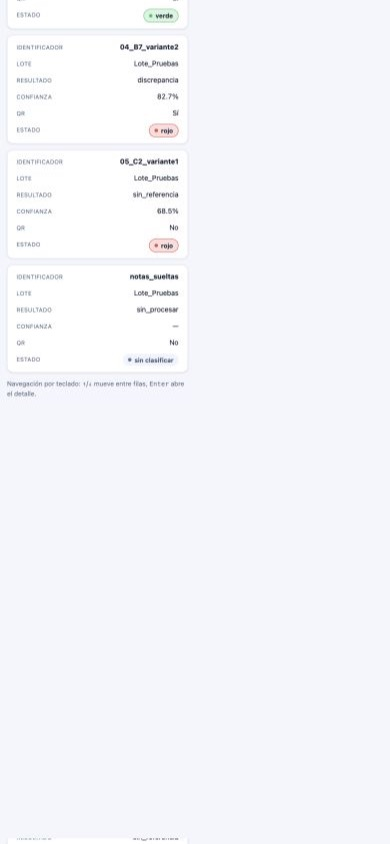 ESTADO verde
IDENTIFICADOR 04_B7_variante2
LOTE Lote_Pruebas
RESULTADO discrepancia
CONFIANZA 82.7%
QR Sí
ESTADO rojo
IDENTIFICADOR 05_C2_variante1
LOTE Lote_Pruebas
RESULTADO sin_referencia
CONFIANZA 68.5%
QR No
ESTADO rojo
IDENTIFICADOR notas_sueltas
LOTE Lote_Pruebas
RESULTADO sin_procesar
CONFIANZA —
QR No
ESTADO sin clasificar
Navegación por teclado: ↑/↓ mueve entre filas, Enter abre
el detalle.